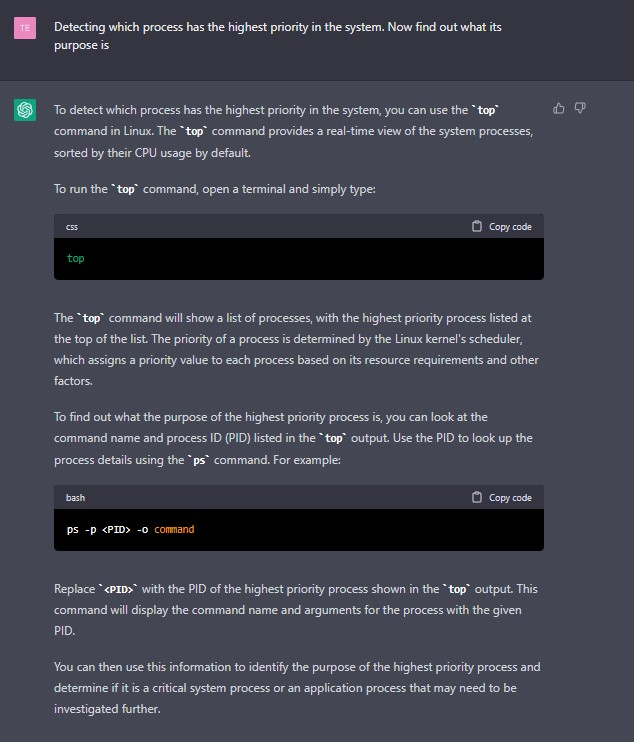 TE
Detecting which process has the highest priority in the system. Now find out what its
purpose is
To detect which process has the highest priority in the system, you can use the `top`
command in Linux. The `top` command provides a real-time view of the system processes,
sorted by their CPU usage by default.
To run the `top` command, open a terminal and simply type:
css Copy code
top
The `top` command will show a list of processes, with the highest priority process listed at
the top of the list. The priority of a process is determined by the Linux kernel's scheduler,
which assigns a priority value to each process based on its resource requirements and other
factors.
To find out what the purpose of the highest priority process is, you can look at the
command name and process ID (PID) listed in the `top` output. Use the PID to look up the
process details using the `ps` command. For example:
bash Copy code
ps -p <PID> -o command
Replace `<PID>` with the PID of the highest priority process shown in the `top` output. This
command will display the command name and arguments for the process with the given
PID.
You can then use this information to identify the purpose of the highest priority process and
determine if it is a critical system process or an application process that may need to be
investigated further.